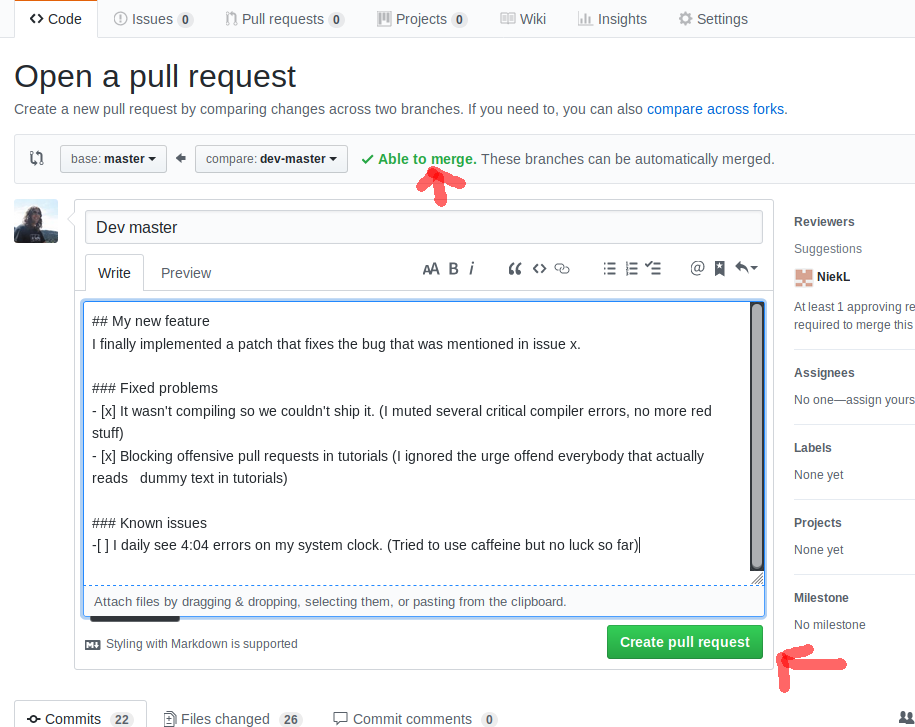 Code Issues 0 Pull requests 0 Projects 0 Wiki Insights Settings
Open a pull request
Create a new pull request by comparing changes across two branches. If you need to, you can also compare across forks.
base: master compare: dev-master Able to merge. These branches can be automatically merged.
Dev master
Write Preview AA B i @
## My new feature
I finally implemented a patch that fixes the bug that was mentioned in issue x.
### Fixed problems
- [x] It wasn't compiling so we couldn't ship it. (I muted several critical compiler errors, no more red
stuff)
- [x] Blocking offensive pull requests in tutorials (I ignored the urge offend everybody that actually
reads   dummy text in tutorials)
### Known issues
-[ ] I daily see 4:04 errors on my system clock. (Tried to use caffeine but no luck so far)
Attach files by dragging & dropping, selecting them, or pasting from the clipboard.
Styling with Markdown is supported
Create pull request
Reviewers
Suggestions
NiekL
At least 1 approving re
required to merge this
Assignees
No one—assign yours
Labels
None yet
Projects
None yet
Milestone
No milestone
Commits 22 Files changed 26 Commit comments 0